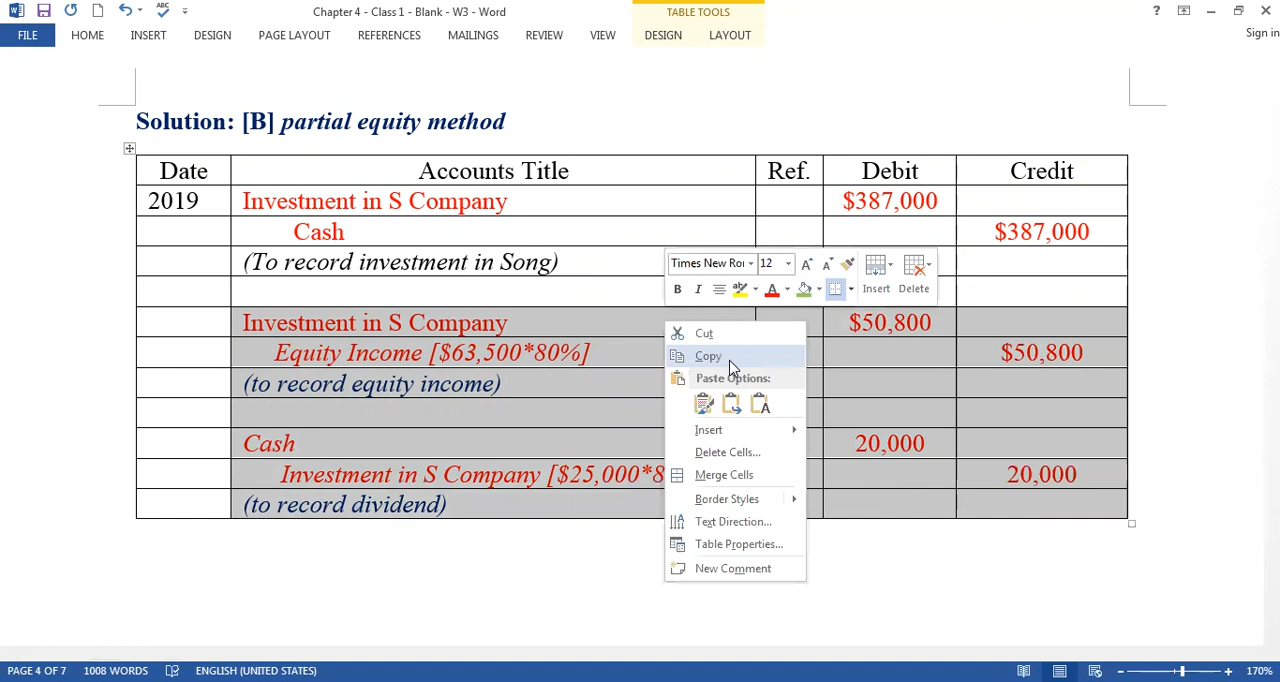 Chapter 4 - Class 1 - Blank - W3 - Word
TABLE TOOLS
?
FILE HOME INSERT DESIGN PAGE LAYOUT REFERENCES MAILINGS REVIEW VIEW DESIGN LAYOUT Sign in
Solution: [B] partial equity method
Date Accounts Title Ref. Debit Credit
2019 Investment in S Company $387,000
Cash $387,000
(To record investment in Song)
Times New Ro 12
B I A Insert Delete
Investment in S Company $50,800
Equity Income [$63,500*80%] $50,800
(to record equity income)
Cash 20,000
Investment in S Company [$25,000*8 20,000
(to record dividend)
Cut
Copy
Paste Options:
Insert
Delete Cells...
Merge Cells
Border Styles
Text Direction...
Table Properties...
New Comment
PAGE 4 OF 7 1008 WORDS ENGLISH (UNITED STATES) 170%